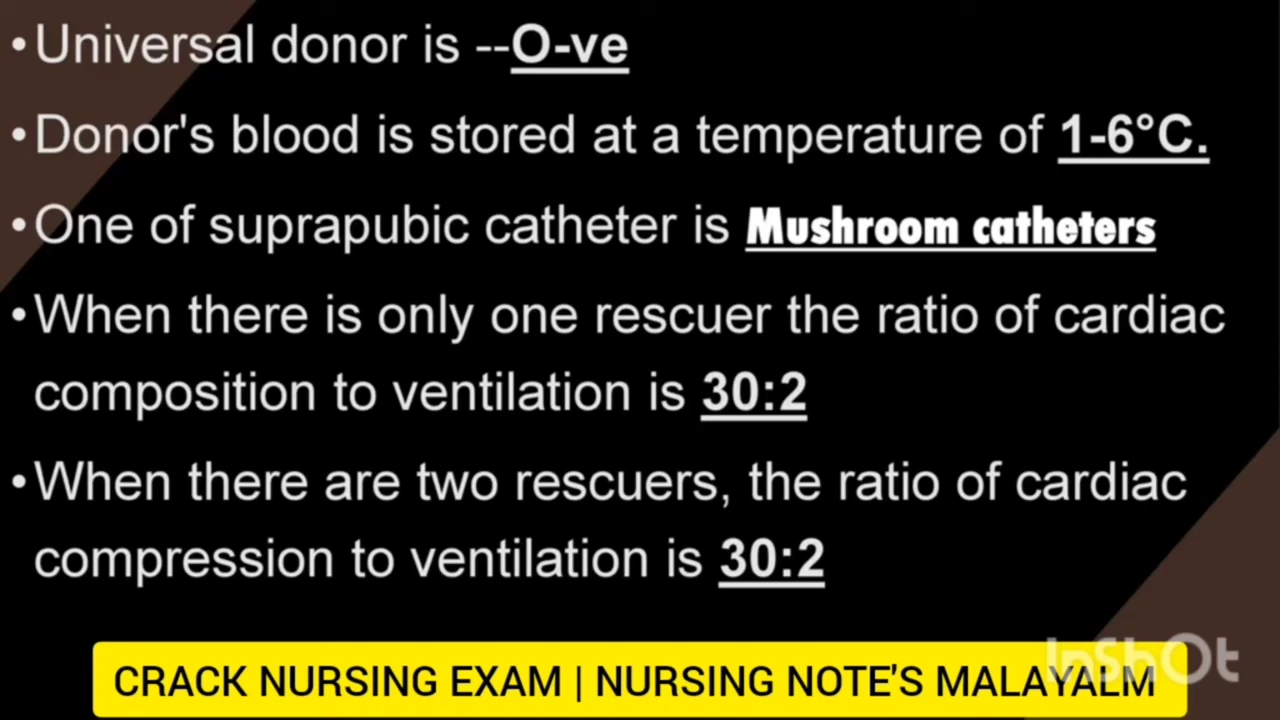 •Universal donor is --O-ve
•Donor's blood is stored at a temperature of 1-6°C.
•One of suprapubic catheter is Mushroom catheters
•When there is only one rescuer the ratio of cardiac
composition to ventilation is 30:2
•When there are two rescuers, the ratio of cardiac
compression to ventilation is 30:2
InShOt
CRACK NURSING EXAM | NURSING NOTE'S MALAYALM